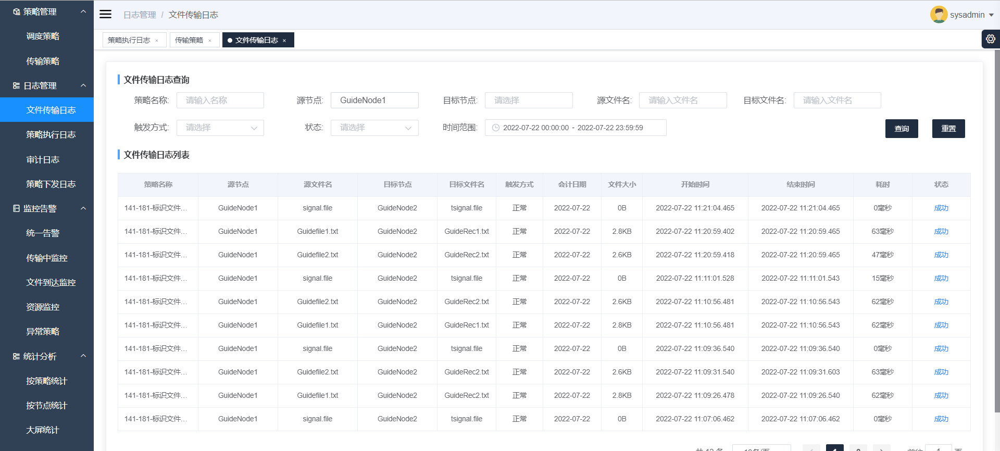 策略管理
调度策略
传输策略
日志管理
文件传输日志
策略执行日志
审计日志
策略下发日志
监控告警
统一告警
传输中监控
文件到达监控
资源监控
异常策略
统计分析
按策略统计
按节点统计
大屏统计
日志管理 / 文件传输日志
sysadmin
策略执行日志 × 传输策略 × 文件传输日志 ×
文件传输日志查询
策略名称: 请输入名称 源节点: GuideNode1 目标节点: 请选择 源文件名: 请输入文件名 目标文件名: 请输入文件名
触发方式: 请选择 状态: 请选择 时间范围: 2022-07-22 00:00:00 - 2022-07-22 23:59:59 查询 重置
文件传输日志列表
策略名称 源节点 源文件名 目标节点 目标文件名 触发方式 会计日期 文件大小 开始时间 结束时间 耗时 状态
141-181-标识文件... GuideNode1 signal.file GuideNode2 tsignal.file 正常 2022-07-22 0B 2022-07-22 11:21:04.465 2022-07-22 11:21:04.465 0毫秒 成功
141-181-标识文件... GuideNode1 Guidefile1.txt GuideNode2 GuideRec1.txt 正常 2022-07-22 2.8KB 2022-07-22 11:20:59.402 2022-07-22 11:20:59.465 63毫秒 成功
141-181-标识文件... GuideNode1 Guidefile2.txt GuideNode2 GuideRec2.txt 正常 2022-07-22 2.6KB 2022-07-22 11:20:59.418 2022-07-22 11:20:59.465 47毫秒 成功
141-181-标识文件... GuideNode1 signal.file GuideNode2 tsignal.file 正常 2022-07-22 0B 2022-07-22 11:11:01.528 2022-07-22 11:11:01.543 15毫秒 成功
141-181-标识文件... GuideNode1 Guidefile2.txt GuideNode2 GuideRec2.txt 正常 2022-07-22 2.6KB 2022-07-22 11:10:56.481 2022-07-22 11:10:56.543 62毫秒 成功
141-181-标识文件... GuideNode1 Guidefile1.txt GuideNode2 GuideRec1.txt 正常 2022-07-22 2.8KB 2022-07-22 11:10:56.481 2022-07-22 11:10:56.543 62毫秒 成功
141-181-标识文件... GuideNode1 signal.file GuideNode2 tsignal.file 正常 2022-07-22 0B 2022-07-22 11:09:36.540 2022-07-22 11:09:36.540 0毫秒 成功
141-181-标识文件... GuideNode1 Guidefile2.txt GuideNode2 GuideRec2.txt 正常 2022-07-22 2.6KB 2022-07-22 11:09:31.540 2022-07-22 11:09:31.603 63毫秒 成功
141-181-标识文件... GuideNode1 Guidefile1.txt GuideNode2 GuideRec2.txt 正常 2022-07-22 2.8KB 2022-07-22 11:09:26.478 2022-07-22 11:09:26.540 62毫秒 成功
141-181-标识文件... GuideNode1 signal.file GuideNode2 tsignal.file 正常 2022-07-22 0B 2022-07-22 11:07:06.462 2022-07-22 11:07:06.462 0毫秒 成功